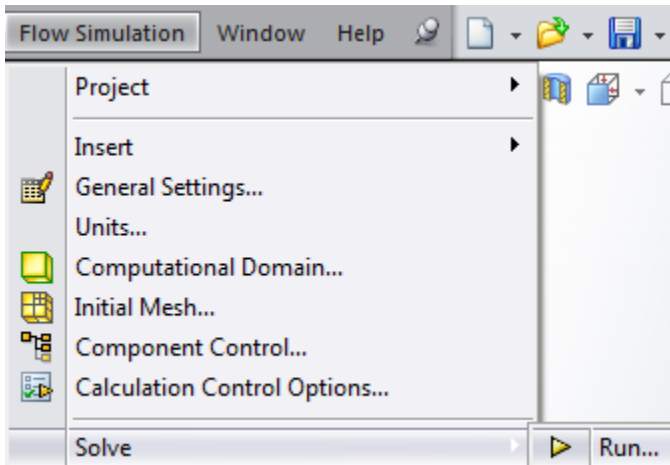 Flow Simulation Window Help
Project
Insert
General Settings...
Units...
Computational Domain...
Initial Mesh...
Component Control...
Calculation Control Options...
Solve Run...